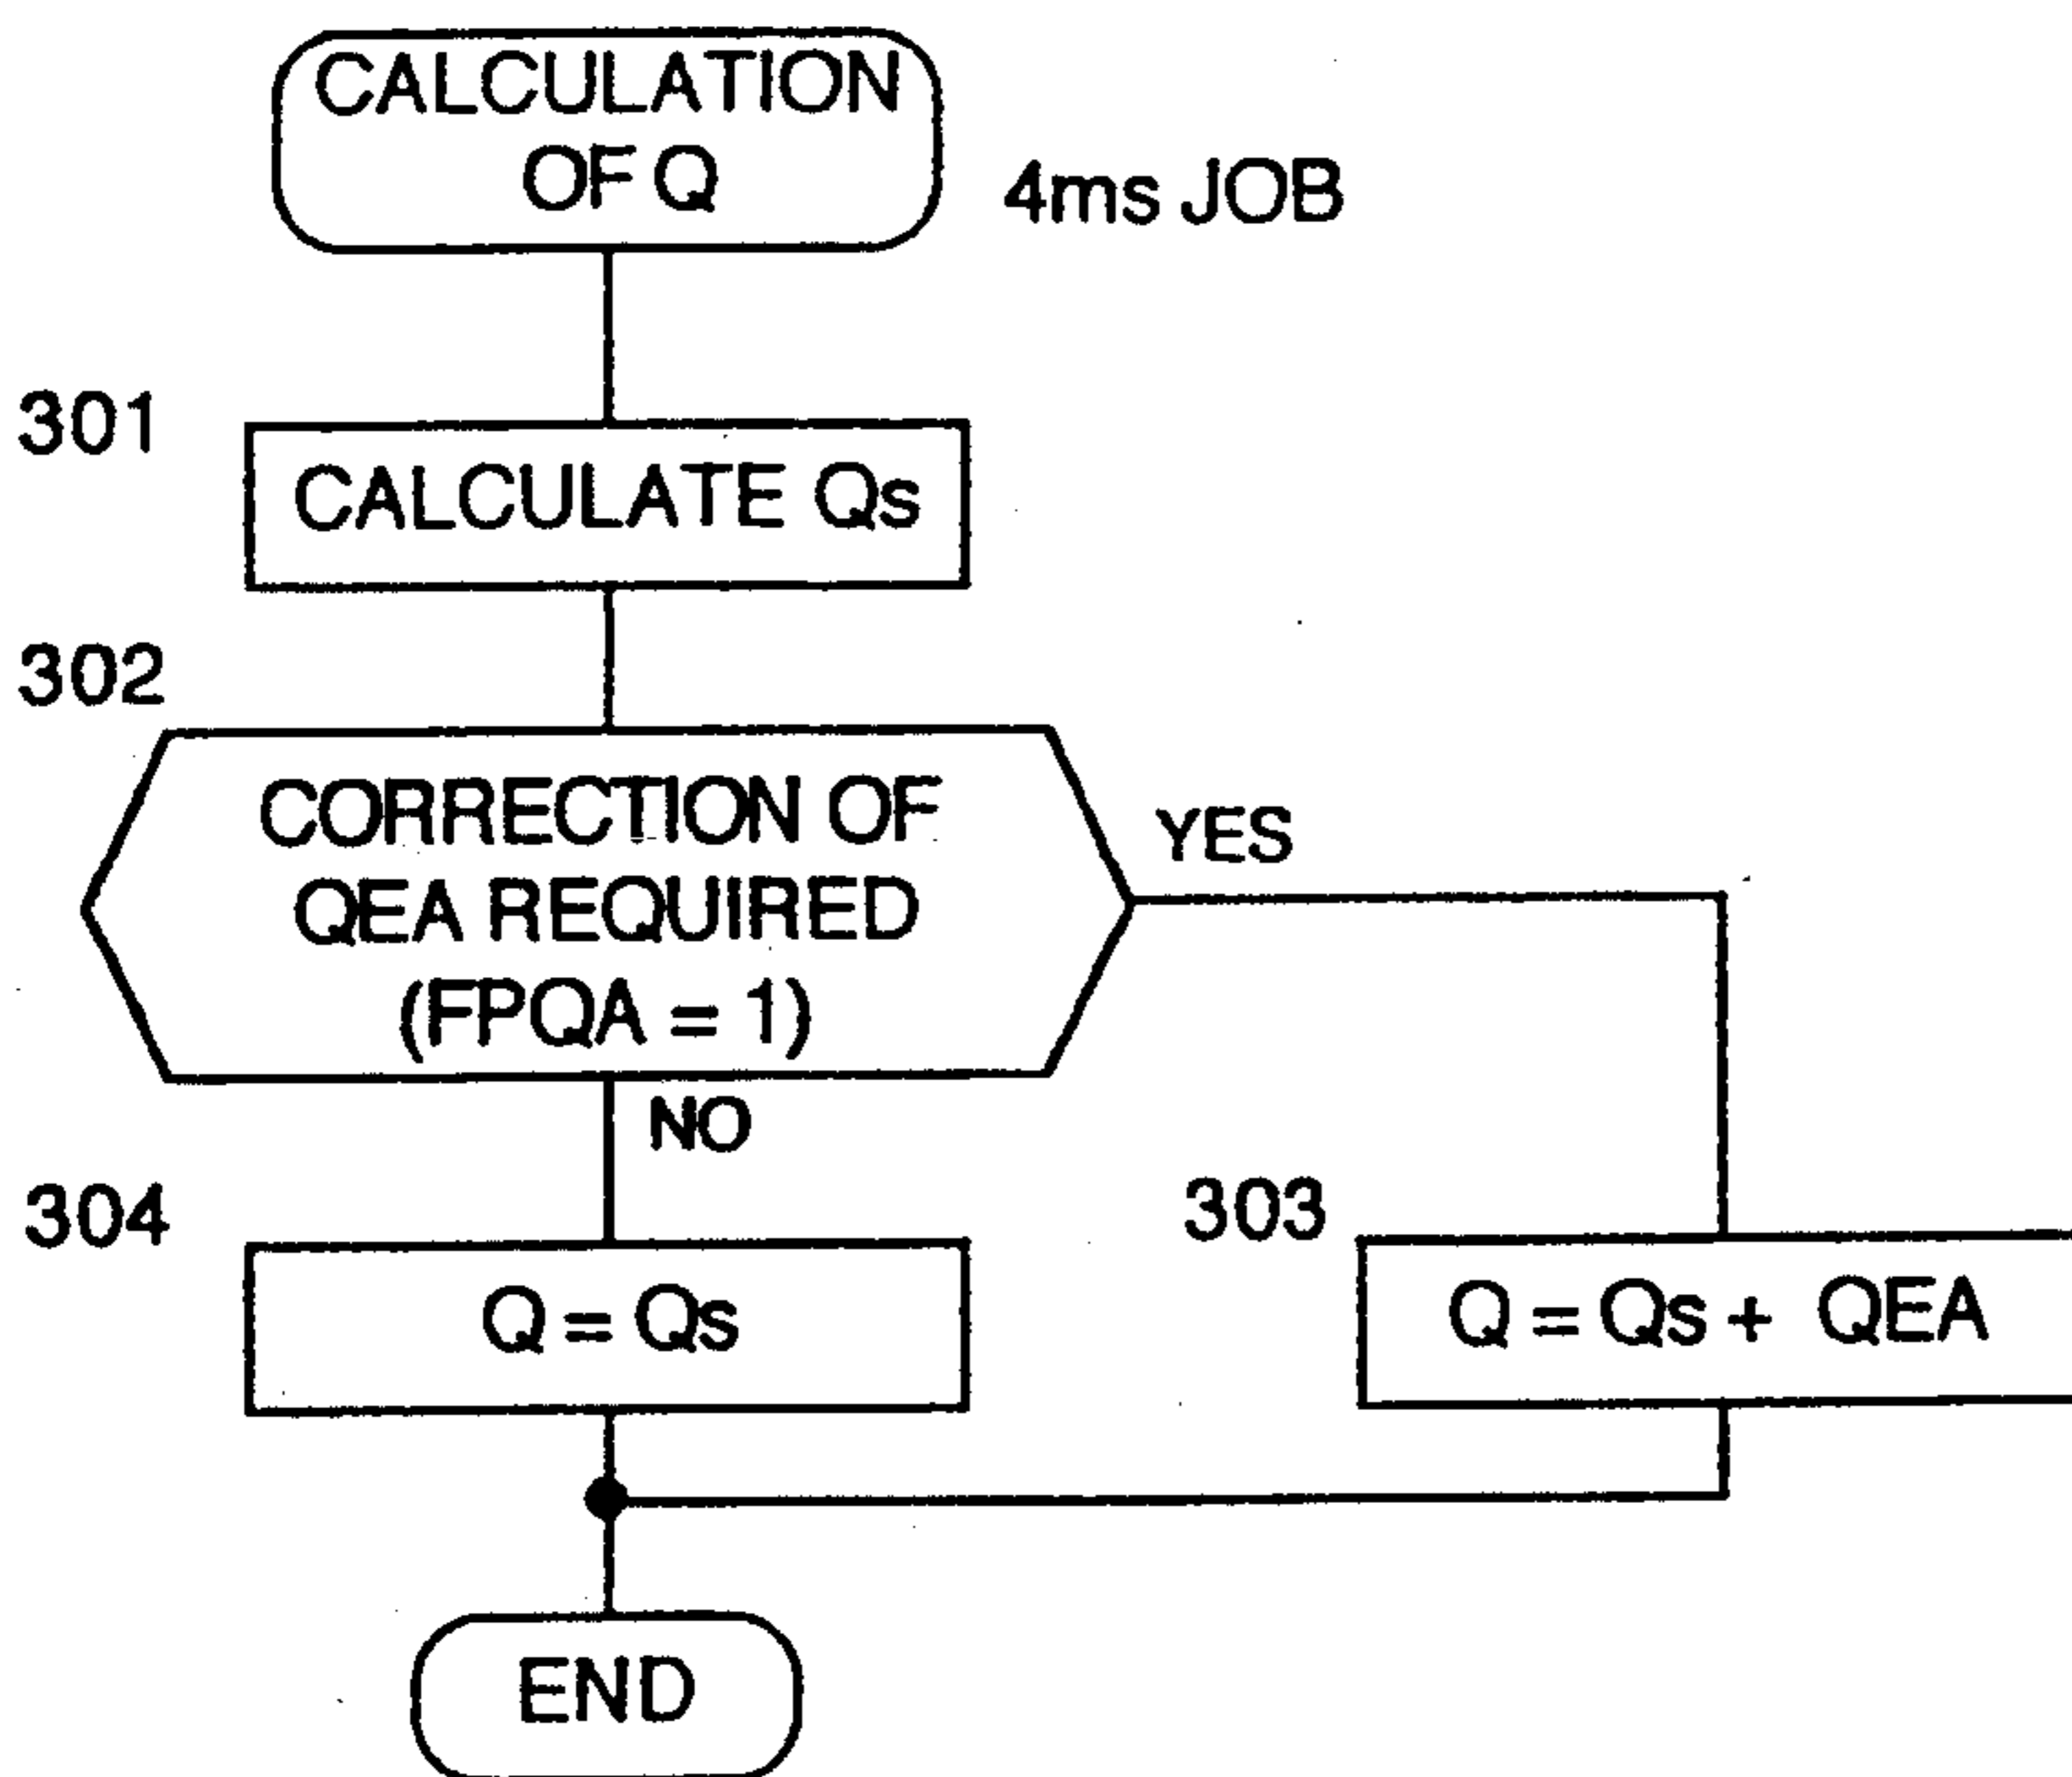 CALCULATION
OF Q
4ms JOB
301
CALCULATE Qs
302
CORRECTION OF
QEA REQUIRED
(FPQA = 1)
YES
NO
304
Q = Qs
303
Q = Qs + QEA
END